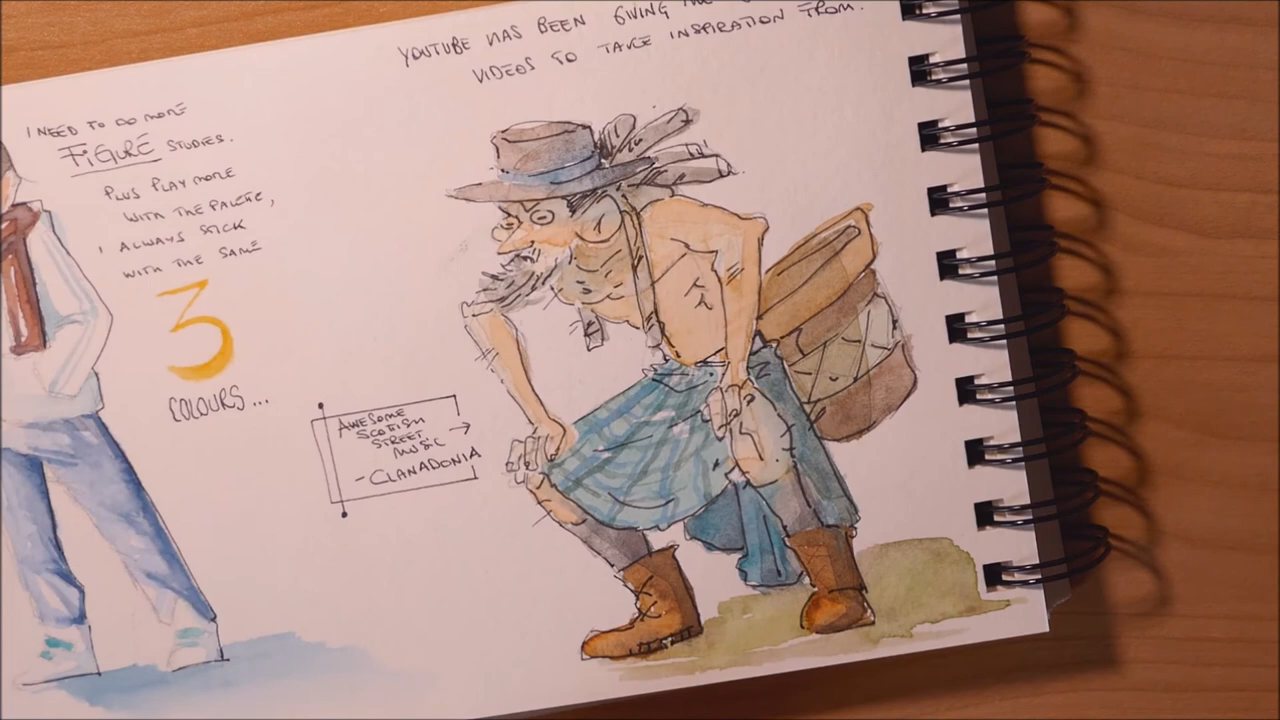 YOUTUBE HAS BEEN GIVING
VIDEOS TO TAKE INSPIRATION FROM.
I NEED TO DO MORE
FIGURE STUDIES.
PLUS PLAY MORE
WITH THE PALETTE,
I ALWAYS STICK
WITH THE SAME
3
COLOURS...
AWESOME
SCOTISH
STREET
MUSIC
- CLANADONIA